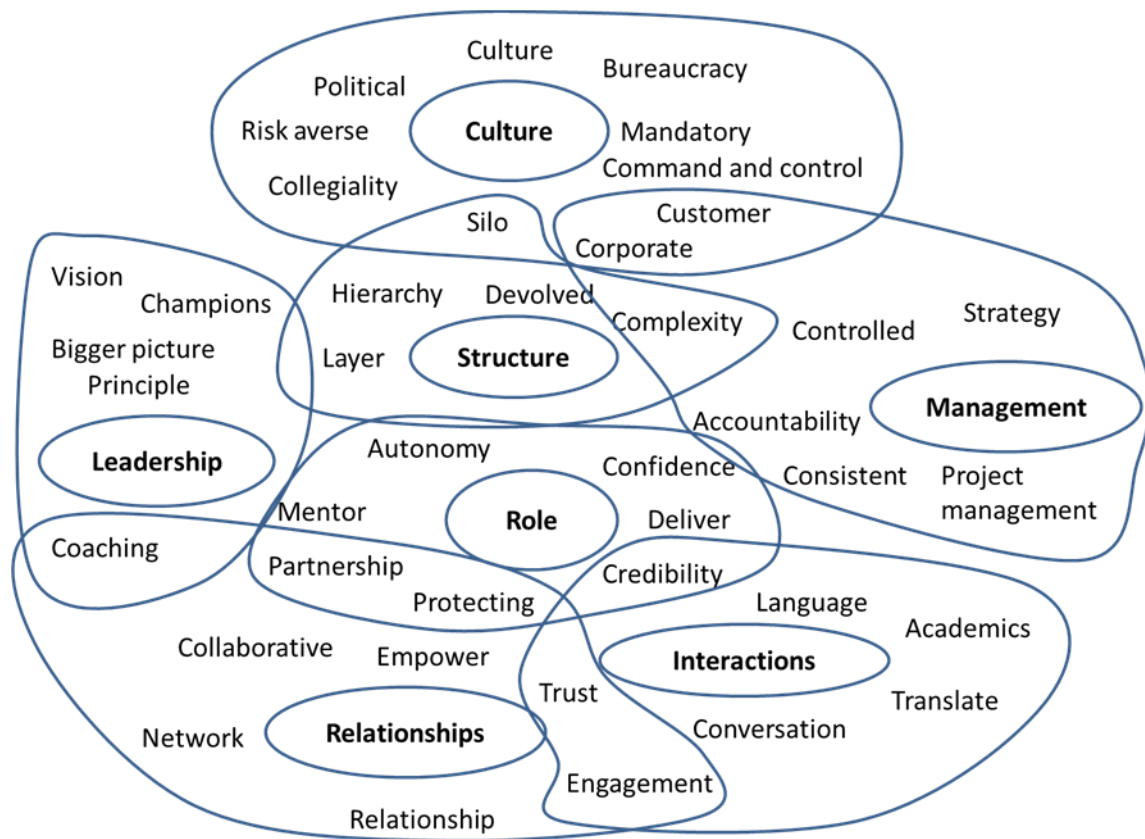 Culture
Bureaucracy
Political
Risk averse
Culture
Mandatory
Command and control
Collegiality
Silo
Customer
Corporate
Vision
Champions
Hierarchy
Devolved
Complexity
Controlled
Strategy
Bigger picture
Principle
Layer
Structure
Management
Accountability
Leadership
Autonomy
Confidence
Consistent
Project
management
Mentor
Role
Deliver
Coaching
Partnership
Credibility
Protecting
Language
Academics
Collaborative
Empower
Interactions
Trust
Translate
Network
Relationships
Conversation
Engagement
Relationship